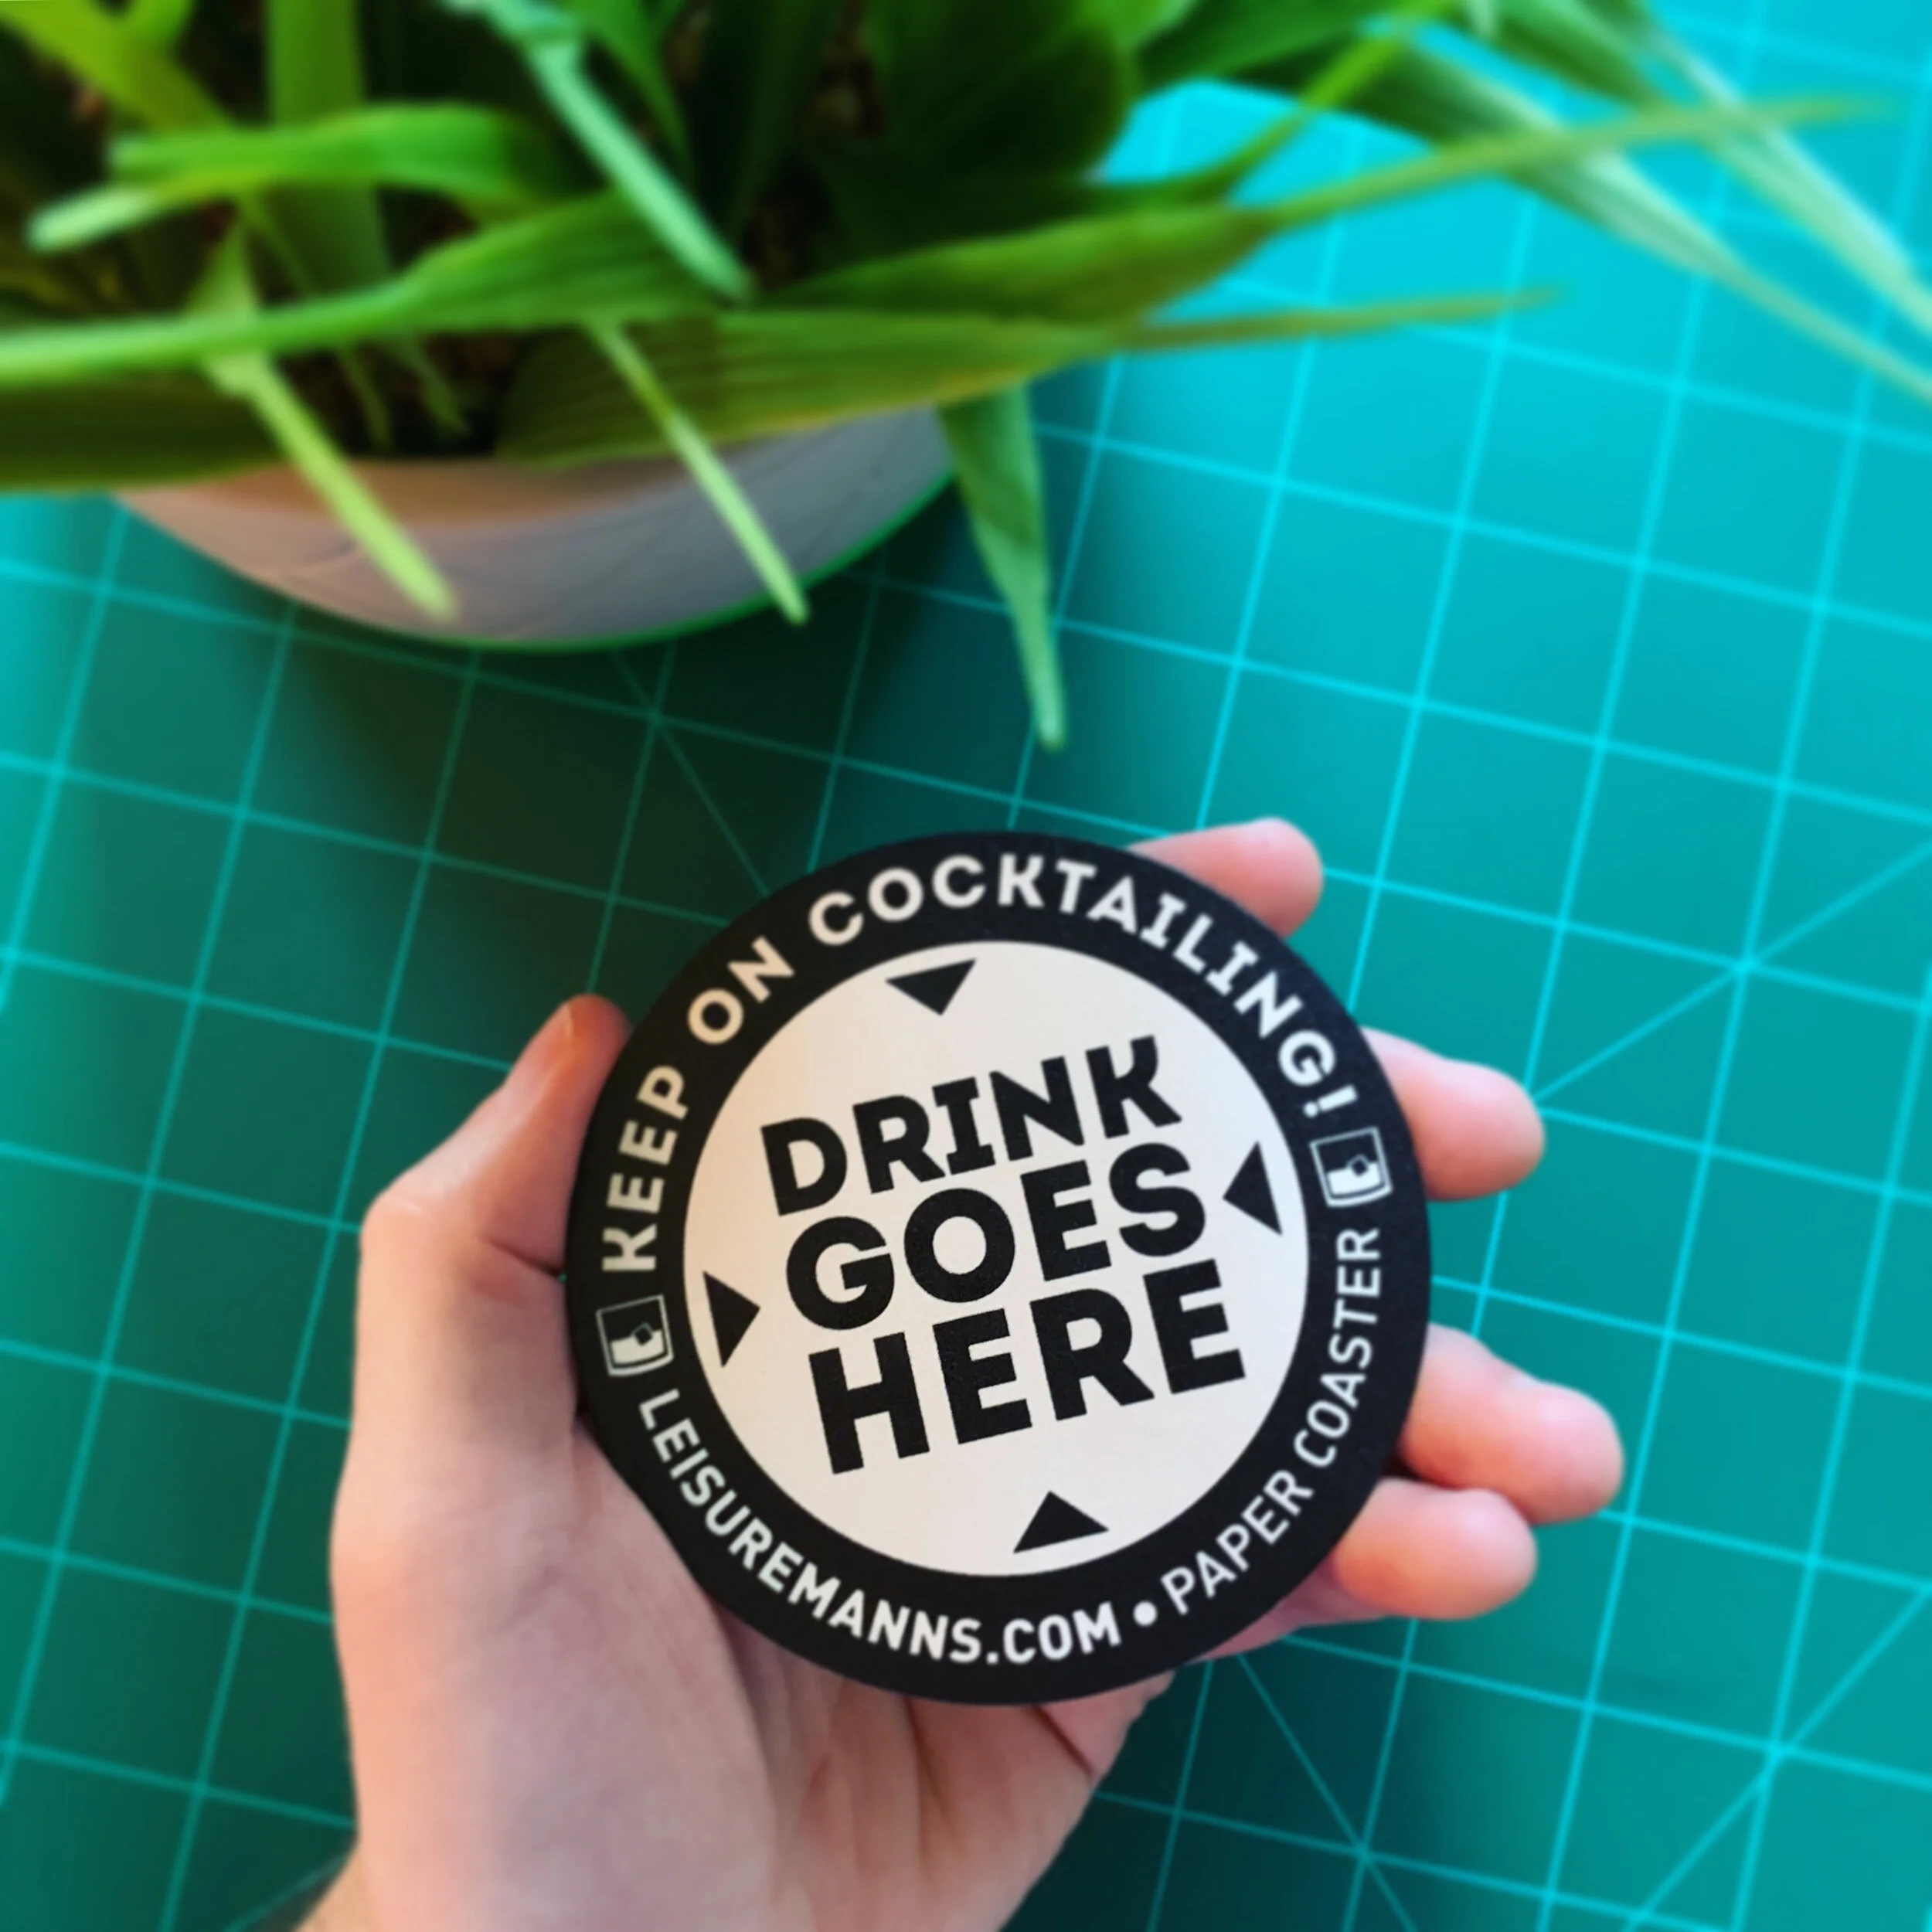 KEEP ON COCKTAILING!
DRINK
GOES
HERE
LEISUREMANNS.COM • PAPER COASTER